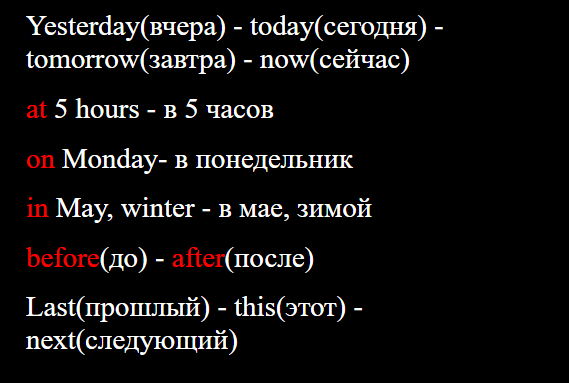 Yesterday(вчера) - today(сегодня) -
tomorrow(завтра) - now(сейчас)
at 5 hours - в 5 часов
on Monday- в понедельник
in May, winter - в мае, зимой
before(до) - after(после)
Last(прошлый) - this(этот) -
next(следующий)